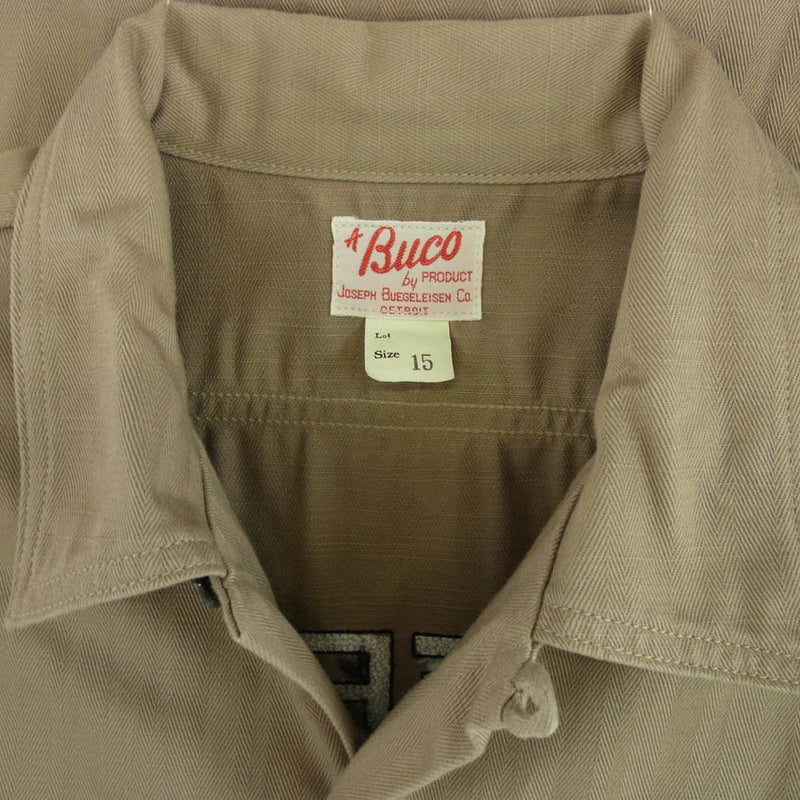 A Buco
by PRODUCT
JOSEPH BUEGELEISEN CO.
DETROIT
Lot
Size 15